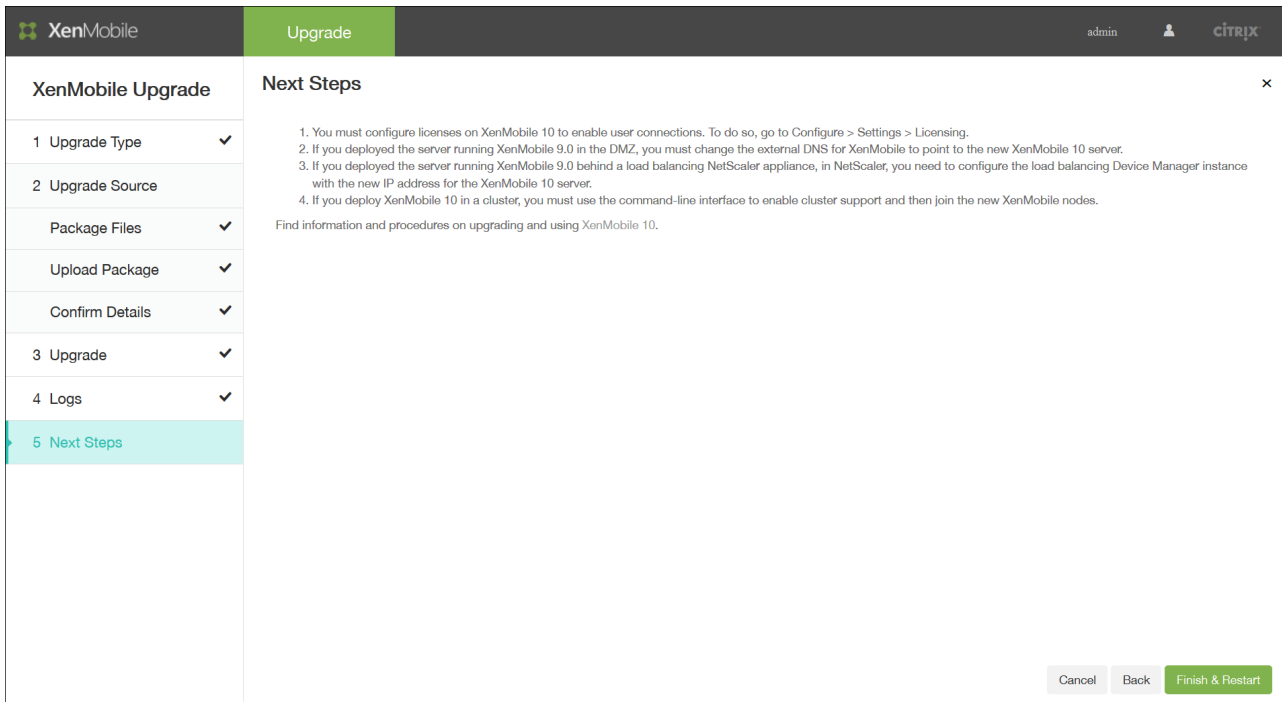 XenMobile
Upgrade
admin
CİTRIX
XenMobile Upgrade
1 Upgrade Type
2 Upgrade Source
Package Files
Upload Package
Confirm Details
3 Upgrade
4 Logs
5 Next Steps
Next Steps
×
1. You must configure licenses on XenMobile 10 to enable user connections. To do so, go to Configure > Settings > Licensing.
2. If you deployed the server running XenMobile 9.0 in the DMZ, you must change the external DNS for XenMobile to point to the new XenMobile 10 server.
3. If you deployed the server running XenMobile 9.0 behind a load balancing NetScaler appliance, in NetScaler, you need to configure the load balancing Device Manager instance
with the new IP address for the XenMobile 10 server.
4. If you deploy XenMobile 10 in a cluster, you must use the command-line interface to enable cluster support and then join the new XenMobile nodes.
Find information and procedures on upgrading and using XenMobile 10.
Cancel
Back
Finish & Restart